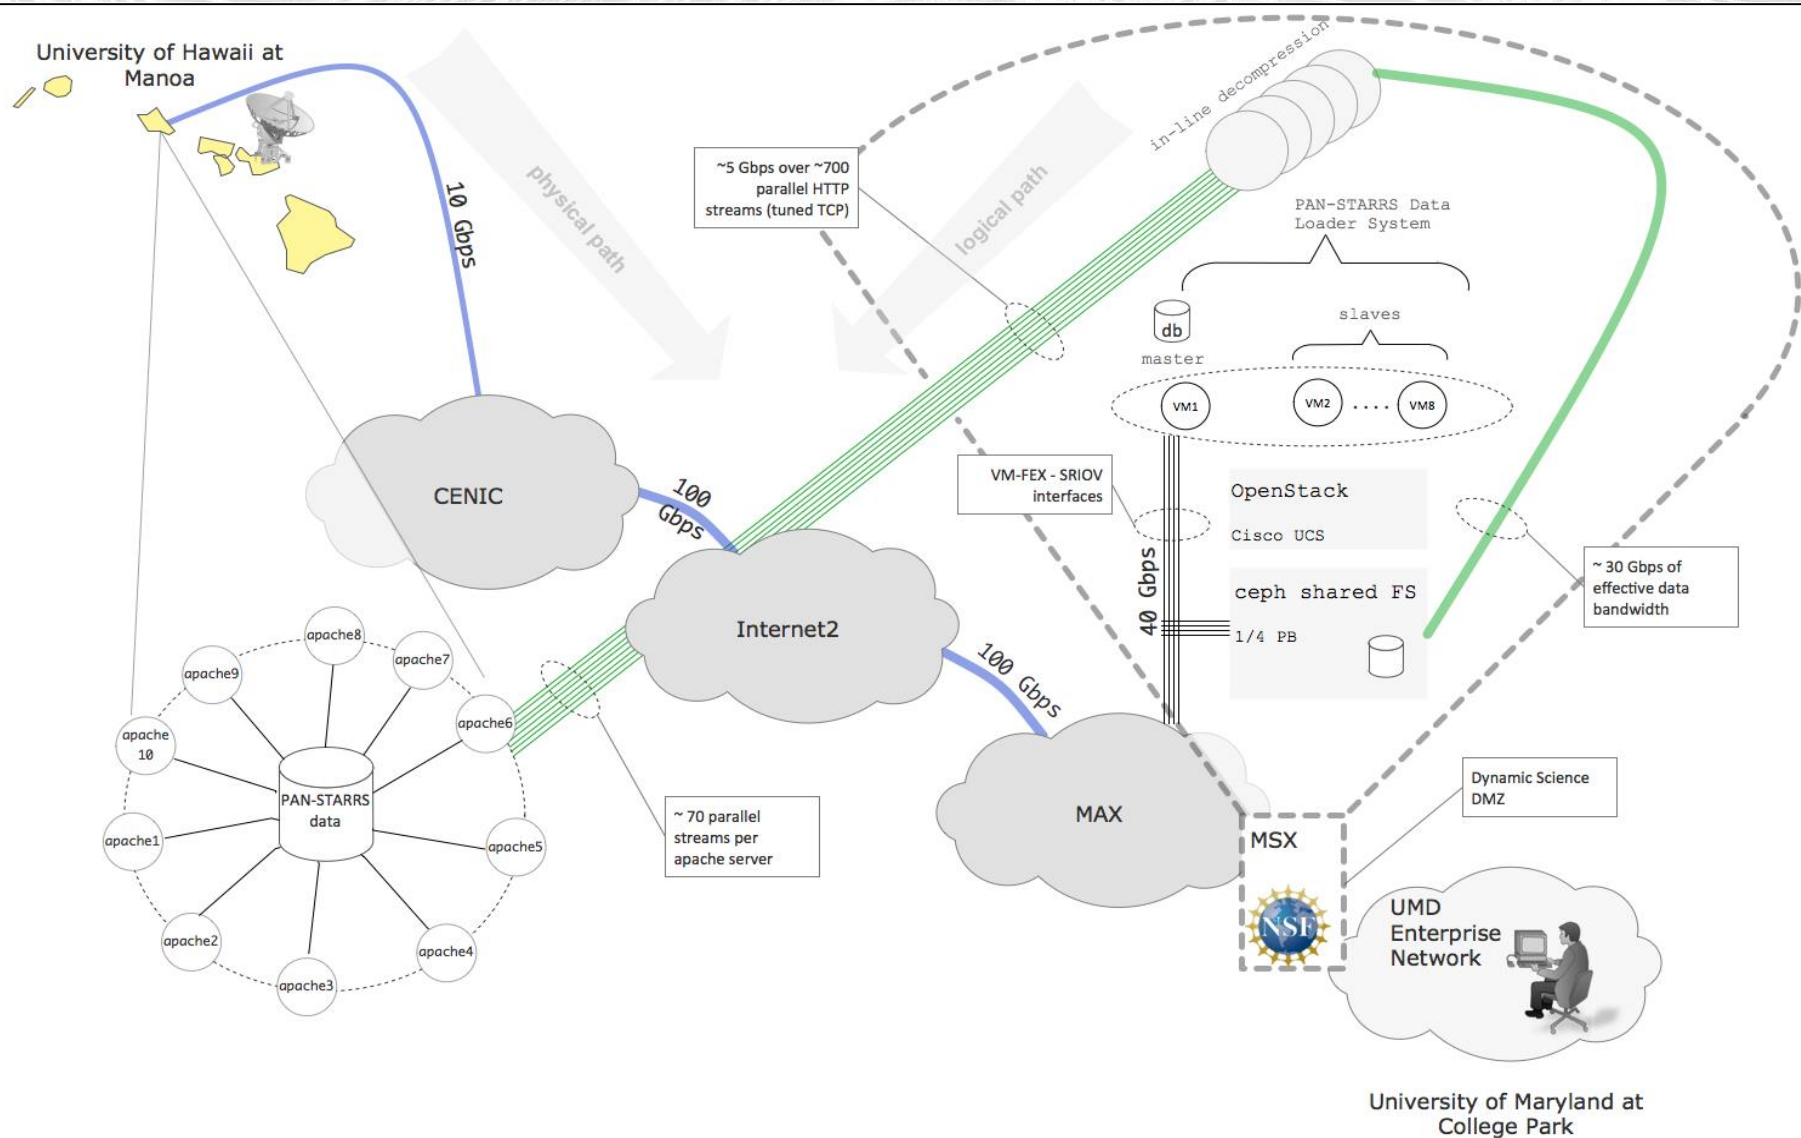 University of Hawaii at
Manoa
10 Gbps
physical path
logical path
in-line decompression
~5 Gbps over ~700
parallel HTTP
streams (tuned TCP)
PAN-STARRS Data
Loader System
db
master
slaves
VM1
VM2
....
VM8
VM-FEX - SRIOV
interfaces
OpenStack
Cisco UCS
40 Gbps
ceph shared FS
1/4 PB
~ 30 Gbps of
effective data
bandwidth
CENIC
100
Gbps
Internet2
100 Gbps
MAX
MSX
NSF
Dynamic Science
DMZ
UMD
Enterprise
Network
University of Maryland at
College Park
apache8
apache7
apache9
apache6
apache
10
PAN-STARRS
data
apache1
apache5
apache2
apache4
apache3
~ 70 parallel
streams per
apache server